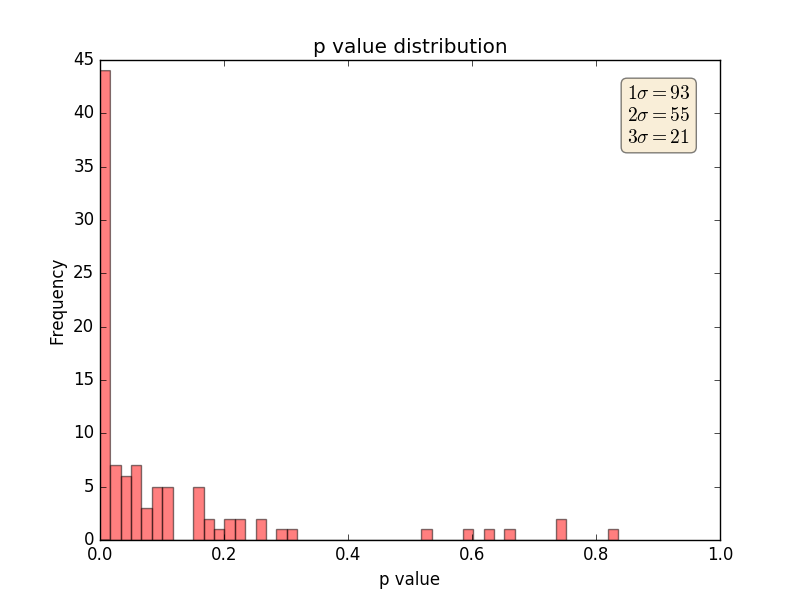 p value distribution
1σ = 93
2σ = 55
3σ = 21
45
40
35
30
25
20
15
10
5
0
Frequency
0.0 0.2 0.4 0.6 0.8 1.0
p value